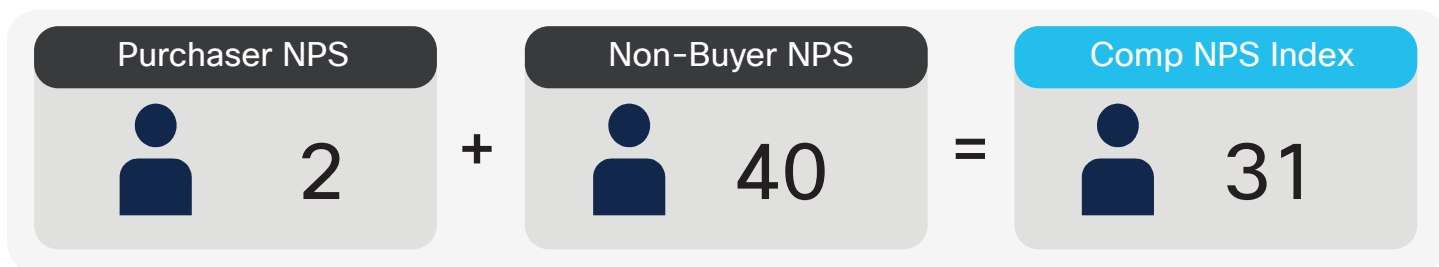 Purchaser NPS
2
+
Non-Buyer NPS
40
=
Comp NPS Index
31